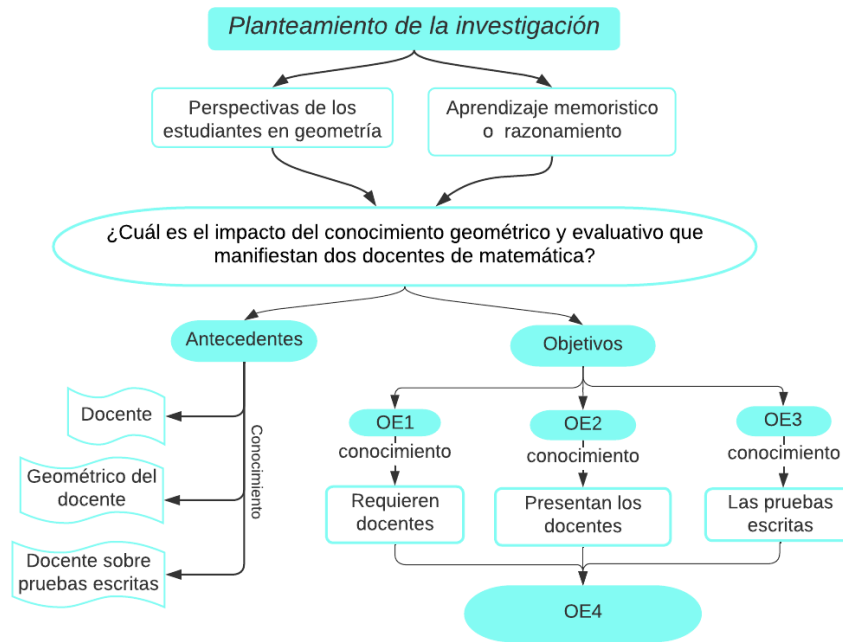 Planteamiento de la investigación
Perspectivas de los
estudiantes en geometría
Aprendizaje memoristico
o razonamiento
¿Cuál es el impacto del conocimiento geométrico y evaluativo que
manifiestan dos docentes de matemática?
Antecedentes
Objetivos
Docente
Geométrico del
docente
Docente sobre
pruebas escritas
Conocimiento
OE1
conocimiento
Requieren
docentes
OE2
conocimiento
Presentan los
docentes
OE3
conocimiento
Las pruebas
escritas
OE4